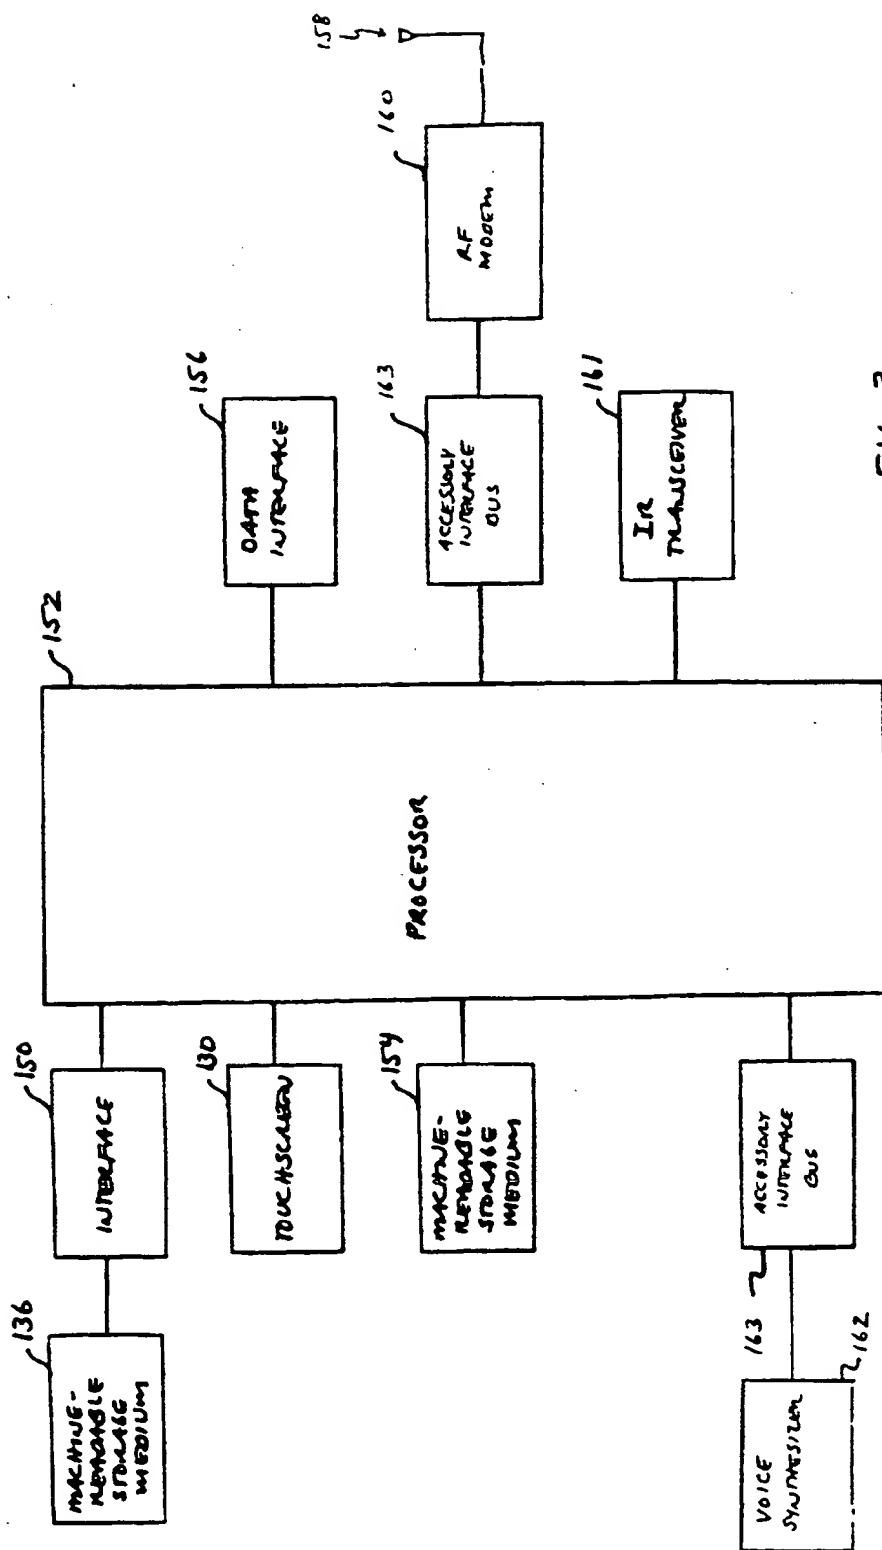 136
MACHINE-
READABLE
STORAGE
MEDIUM
150
INTERFACE
130
TOUCHSCREEN
154
MACHINE-
READABLE
STORAGE
MEDIUM
VOICE
SYNTHESIZER
162
163
ACCESSORY
INTERFACE
BUS
PROCESSOR
152
DATA
INTERFACE
156
ACCESSORY
INTERFACE
BUS
163
IR
TRANSCEIVER
161
RF
MODEM
160
158